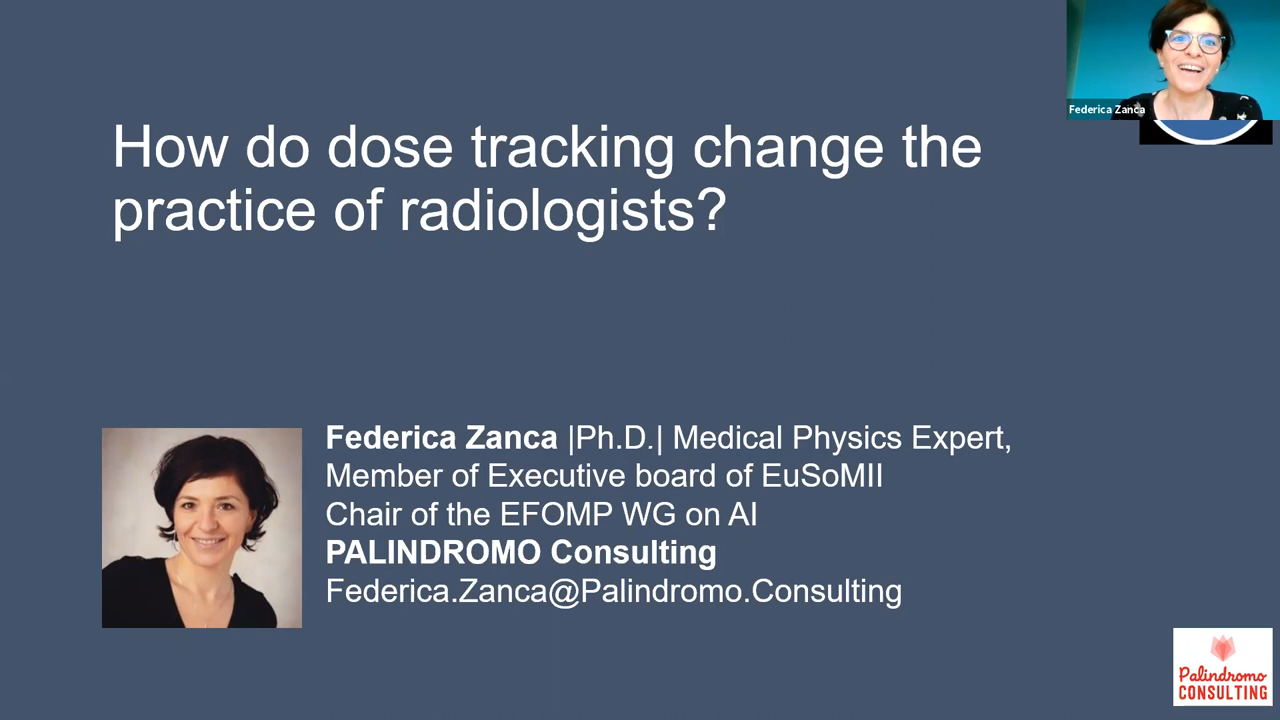 Federica Zanca
How do dose tracking change the
practice of radiologists?
Federica Zanca |Ph.D.| Medical Physics Expert,
Member of Executive board of EuSoMII
Chair of the EFOMP WG on AI
PALINDROMO Consulting
Federica.Zanca@Palindromo.Consulting
Palindromo
CONSULTING